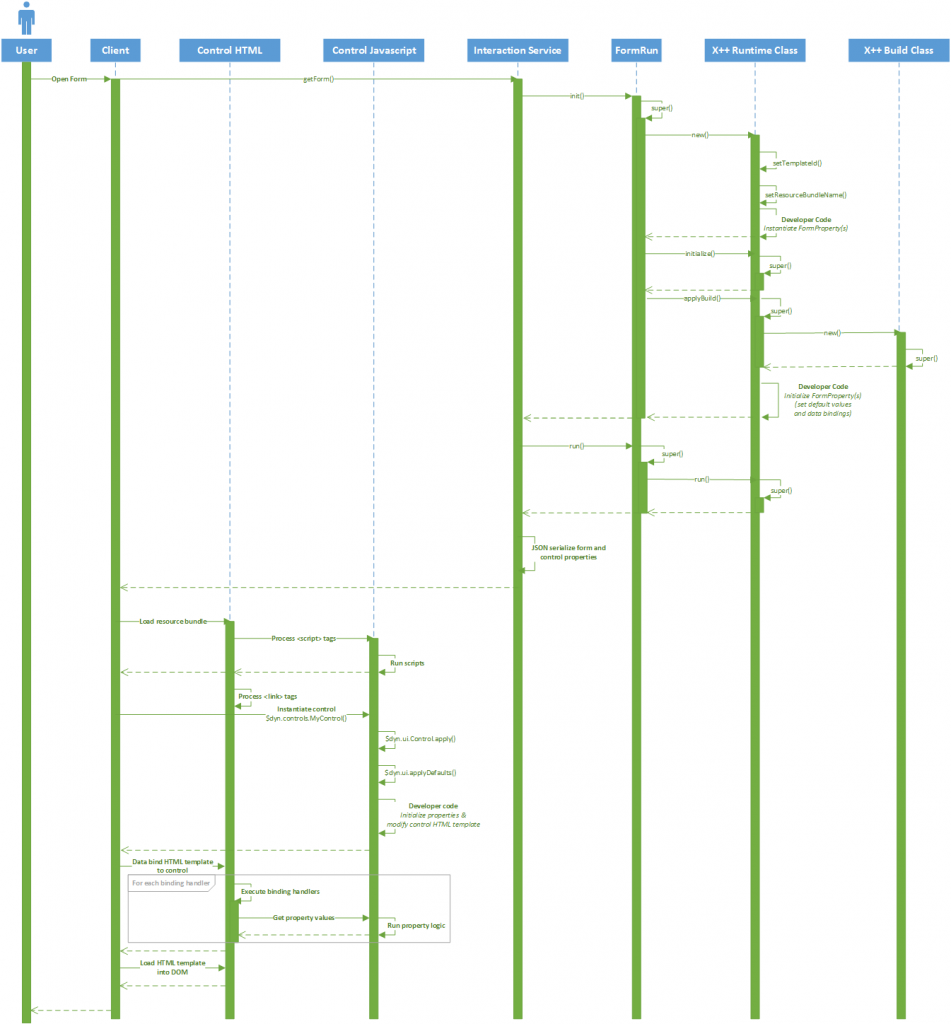 User
Client
Control HTML
Control Javascript
Interaction Service
FormRun
X++ Runtime Class
X++ Build Class
Open Form
getForm()
init()
super()
new()
setTemplateId()
setResourceBundleName()
Developer Code
Instantiate FormProperty(s)
initialize()
super()
applyBuild()
super()
new()
super()
Developer Code
Initialize FormProperty(s)
(set default values
and data bindings)
run()
super()
run()
super()
JSON serialize form and
control properties
Load resource bundle
Process <script> tags
Run scripts
Process <link> tags
Instantiate control
$dyn.controls.MyControl()
$dyn.ui.Control.apply()
$dyn.ui.applyDefaults()
Developer code
Initialize properties &
modify control HTML template
Data bind HTML template
to control
For each binding handler
Execute binding handlers
Get property values
Run property logic
Load HTML template
into DOM